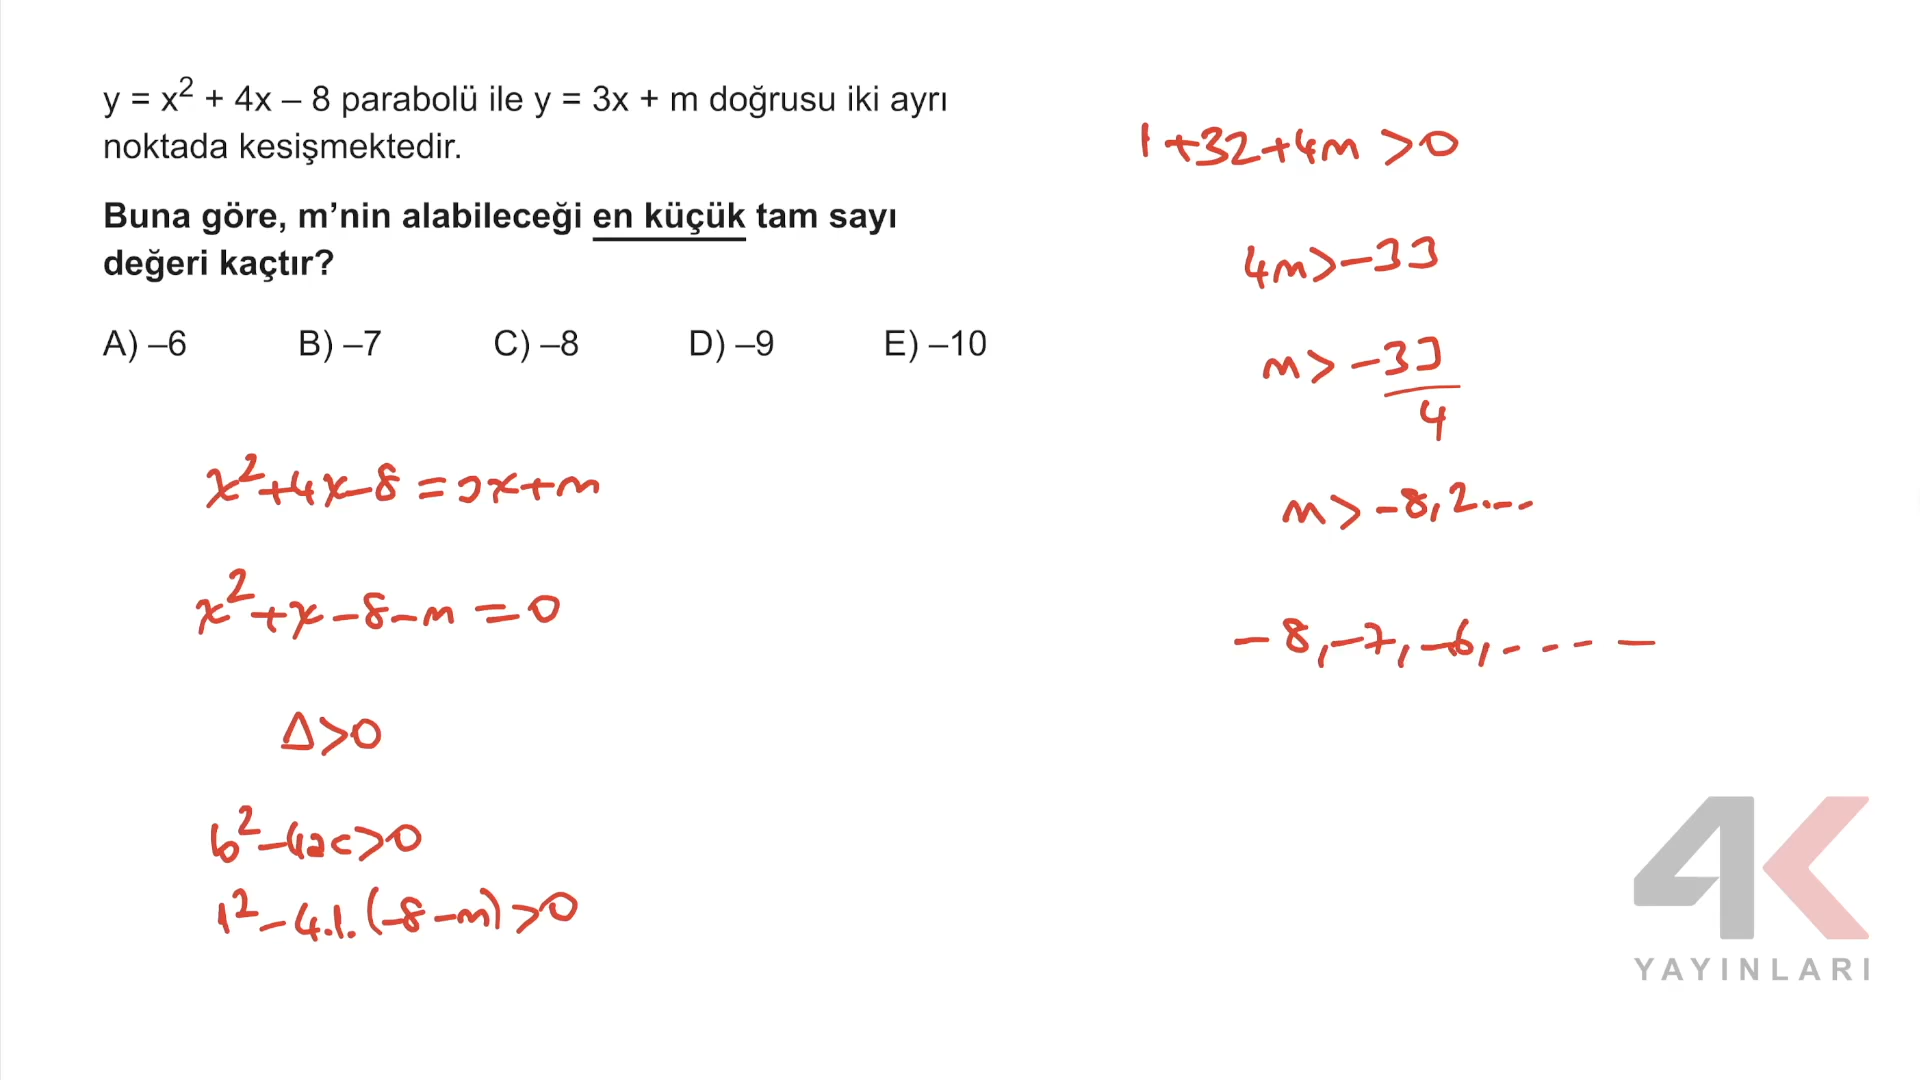 y = x² + 4x – 8 parabolü ile y = 3x + m doğrusu iki ayrı
noktada kesişmektedir.
Buna göre, m’nin alabileceği en küçük tam sayı
değeri kaçtır?
A) –6 B) –7 C) –8 D) –9 E) –10
x²+4x-8=3x+m
x²+x-8-m=0
Δ>0
b²-4ac>0
1²-4.1.(-8-m)>0
1+32+4m>0
4m>-33
m>-33/4
m>-8,2...
-8,-7,-6,.....
4K
YAYINLARI